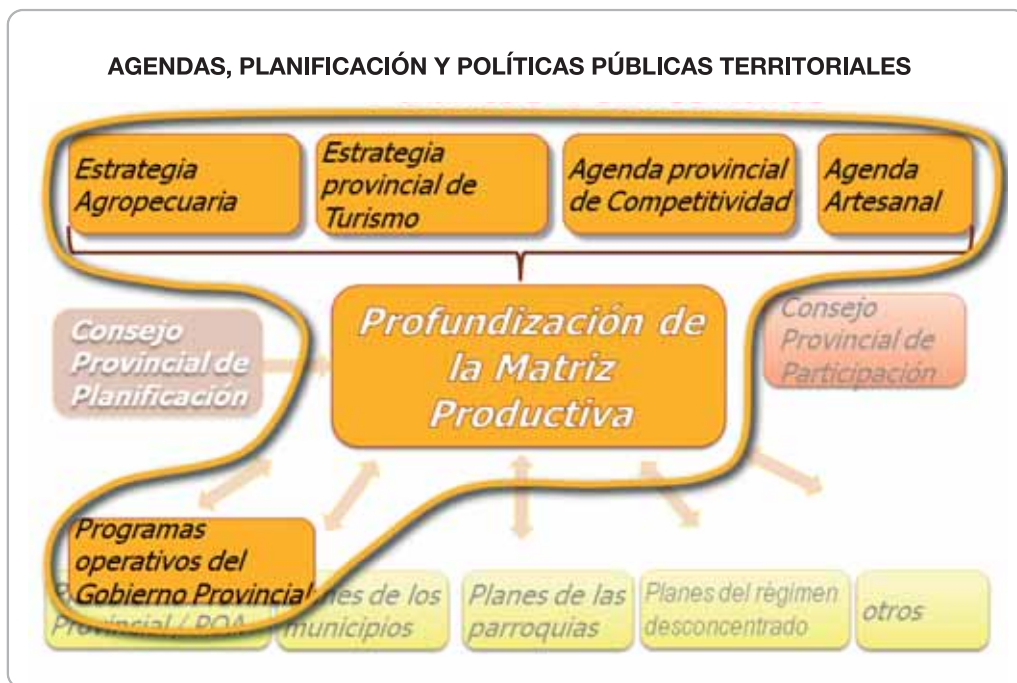 AGENDAS, PLANIFICACIÓN Y POLÍTICAS PÚBLICAS TERRITORIALES
Estrategia
Agropecuaria
Estrategia
provincial de
Turismo
Agenda provincial
de Competitividad
Agenda
Artesanal
Consejo
Provincial de
Planificación
Profundización de
la Matriz
Productiva
Consejo
Provincial de
Participación
Programas
operativos del
Gobierno Provincial
Provincial / POA
de los
municipios
Planes de las
parroquias
Planes del régimen
desconcentrado
otros